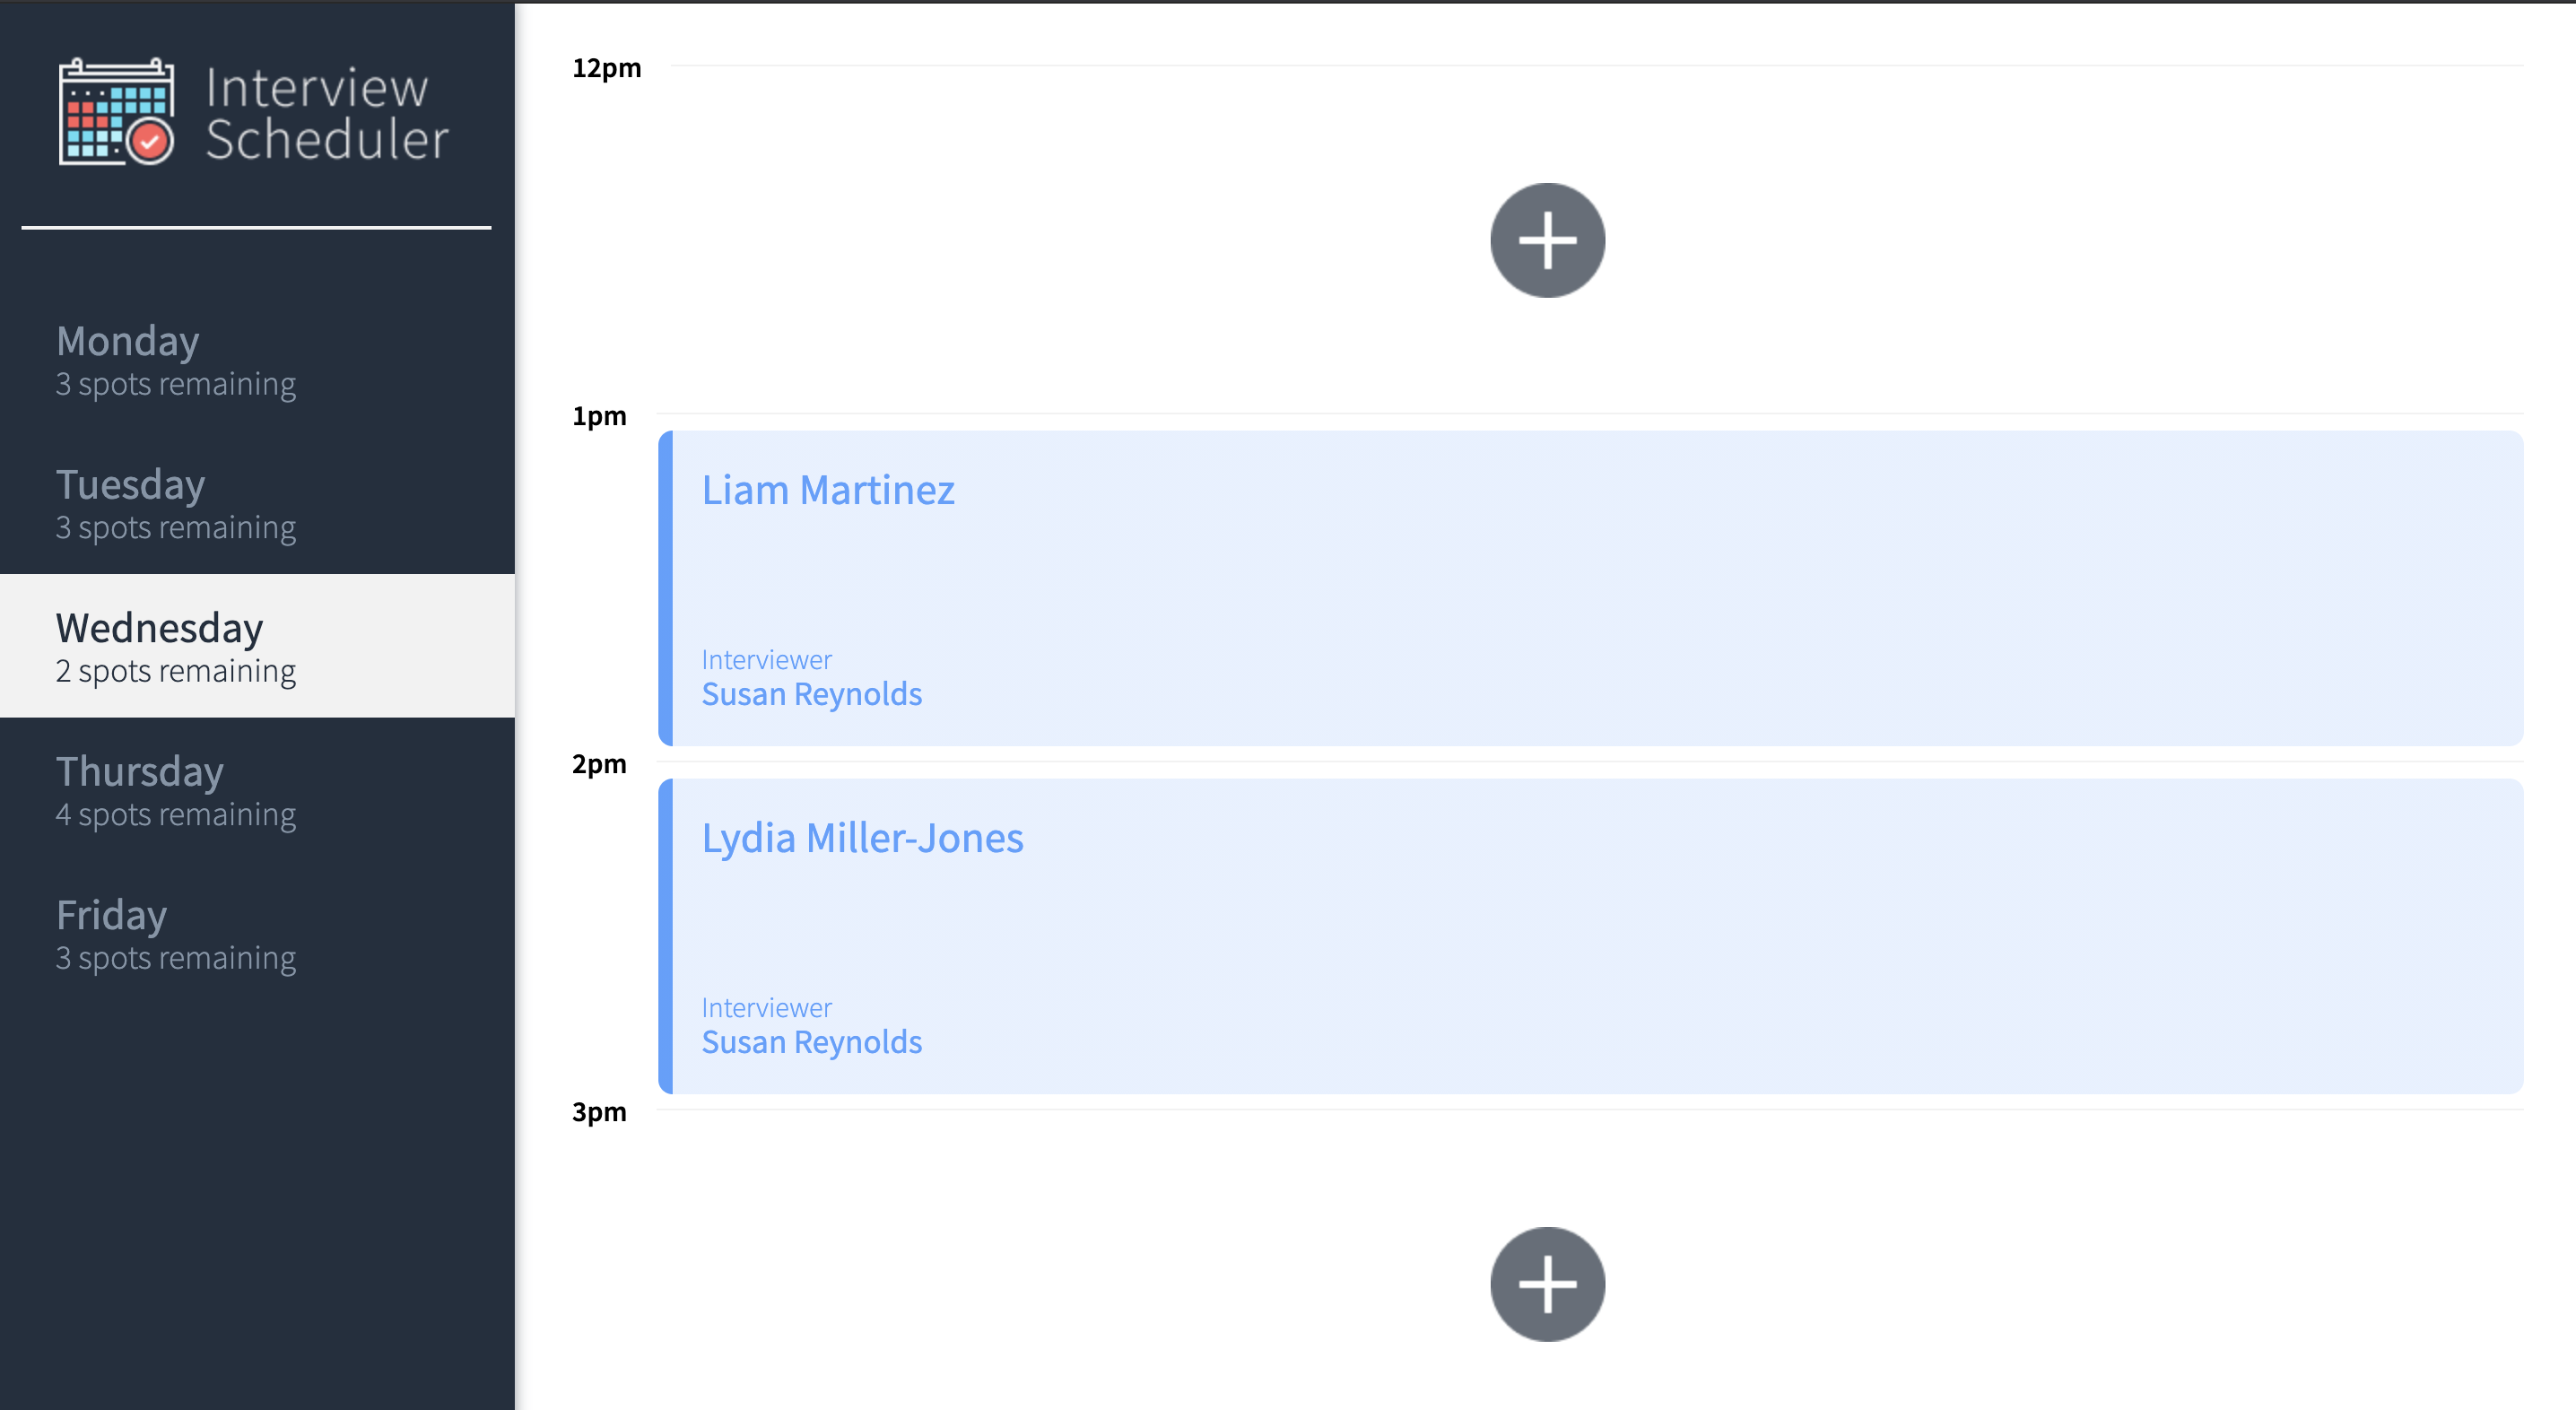 Interview
Scheduler
Monday
3 spots remaining
Tuesday
3 spots remaining
Wednesday
2 spots remaining
Thursday
4 spots remaining
Friday
3 spots remaining
12pm
1pm
Liam Martinez
Interviewer
Susan Reynolds
2pm
Lydia Miller-Jones
Interviewer
Susan Reynolds
3pm